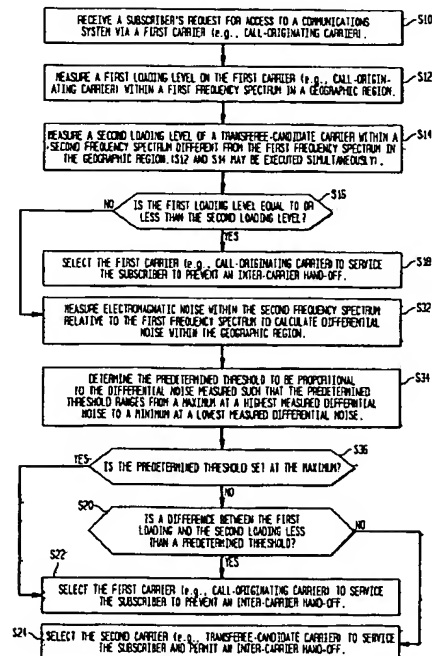 RECEIVE A SUBSCRIBER'S REQUEST FOR ACCESS TO A COMMUNICATIONS
SYSTEM VIA A FIRST CARRIER (e.g., CALL-ORIGINATING CARRIER).
S10
MEASURE A FIRST LOADING LEVEL ON THE FIRST CARRIER (e.g., CALL-ORIGIN-
ATING CARRIER) WITHIN A FIRST FREQUENCY SPECTRUM IN A GEOGRAPHIC REGION.
S12
MEASURE A SECOND LOADING LEVEL OF A TRANSFEREE-CANDIDATE CARRIER WITHIN A
SECOND FREQUENCY SPECTRUM DIFFERENT FROM THE FIRST FREQUENCY SPECTRUM IN
THE GEOGRAPHIC REGION. (S12 AND S14 MAY BE EXECUTED SIMULTANEOUSLY).
S14
NO
IS THE FIRST LOADING LEVEL EQUAL TO OR
LESS THAN THE SECOND LOADING LEVEL?
S16
YES
SELECT THE FIRST CARRIER (e.g., CALL-ORIGINATING CARRIER) TO SERVICE
THE SUBSCRIBER TO PREVENT AN INTER-CARRIER HAND-OFF.
S18
MEASURE ELECTROMAGNETIC NOISE WITHIN THE SECOND FREQUENCY SPECTRUM
RELATIVE TO THE FIRST FREQUENCY SPECTRUM TO CALCULATE DIFFERENTIAL
NOISE WITHIN THE GEOGRAPHIC REGION.
S32
DETERMINE THE PREDETERMINED THRESHOLD TO BE PROPORTIONAL
TO THE DIFFERENTIAL NOISE MEASURED SUCH THAT THE PREDETERMINED
THRESHOLD RANGES FROM A MAXIMUM AT A HIGHEST MEASURED DIFFERENTIAL
NOISE TO A MINIMUM AT A LOWEST MEASURED DIFFERENTIAL NOISE.
S34
YES
IS THE PREDETERMINED THRESHOLD SET AT THE MAXIMUM?
S36
NO
S20
IS A DIFFERENCE BETWEEN THE FIRST
LOADING AND THE SECOND LOADING LESS
THAN A PREDETERMINED THRESHOLD?
NO
YES
S22
SELECT THE FIRST CARRIER (e.g., CALL-ORIGINATING CARRIER) TO SERVICE
THE SUBSCRIBER TO PREVENT AN INTER-CARRIER HAND-OFF.
S24
SELECT THE SECOND CARRIER (e.g., TRANSFEREE-CANDIDATE CARRIER) TO SERVICE
THE SUBSCRIBER AND PERMIT AN INTER-CARRIER HAND-OFF.